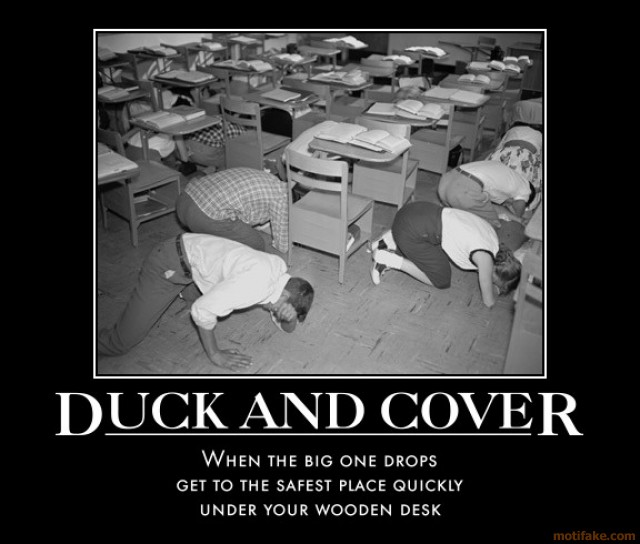 DUCK AND COVER
WHEN THE BIG ONE DROPS
GET TO THE SAFEST PLACE QUICKLY
UNDER YOUR WOODEN DESK
motifake.com